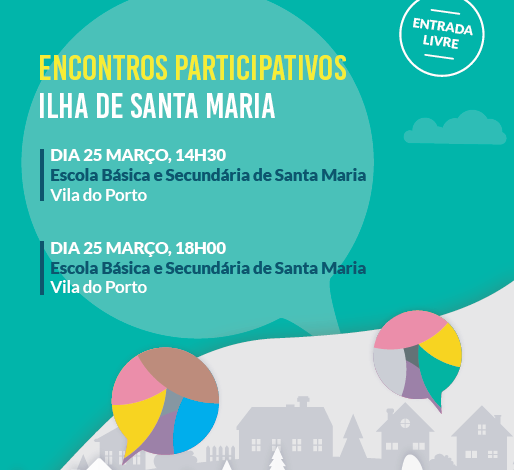 ENTRADA
LIVRE
ENCONTROS PARTICIPATIVOS
ILHA DE SANTA MARIA
DIA 25 MARÇO, 14H30
Escola Básica e Secundária de Santa Maria
Vila do Porto
DIA 25 MARÇO, 18H00
Escola Básica e Secundária de Santa Maria
Vila do Porto